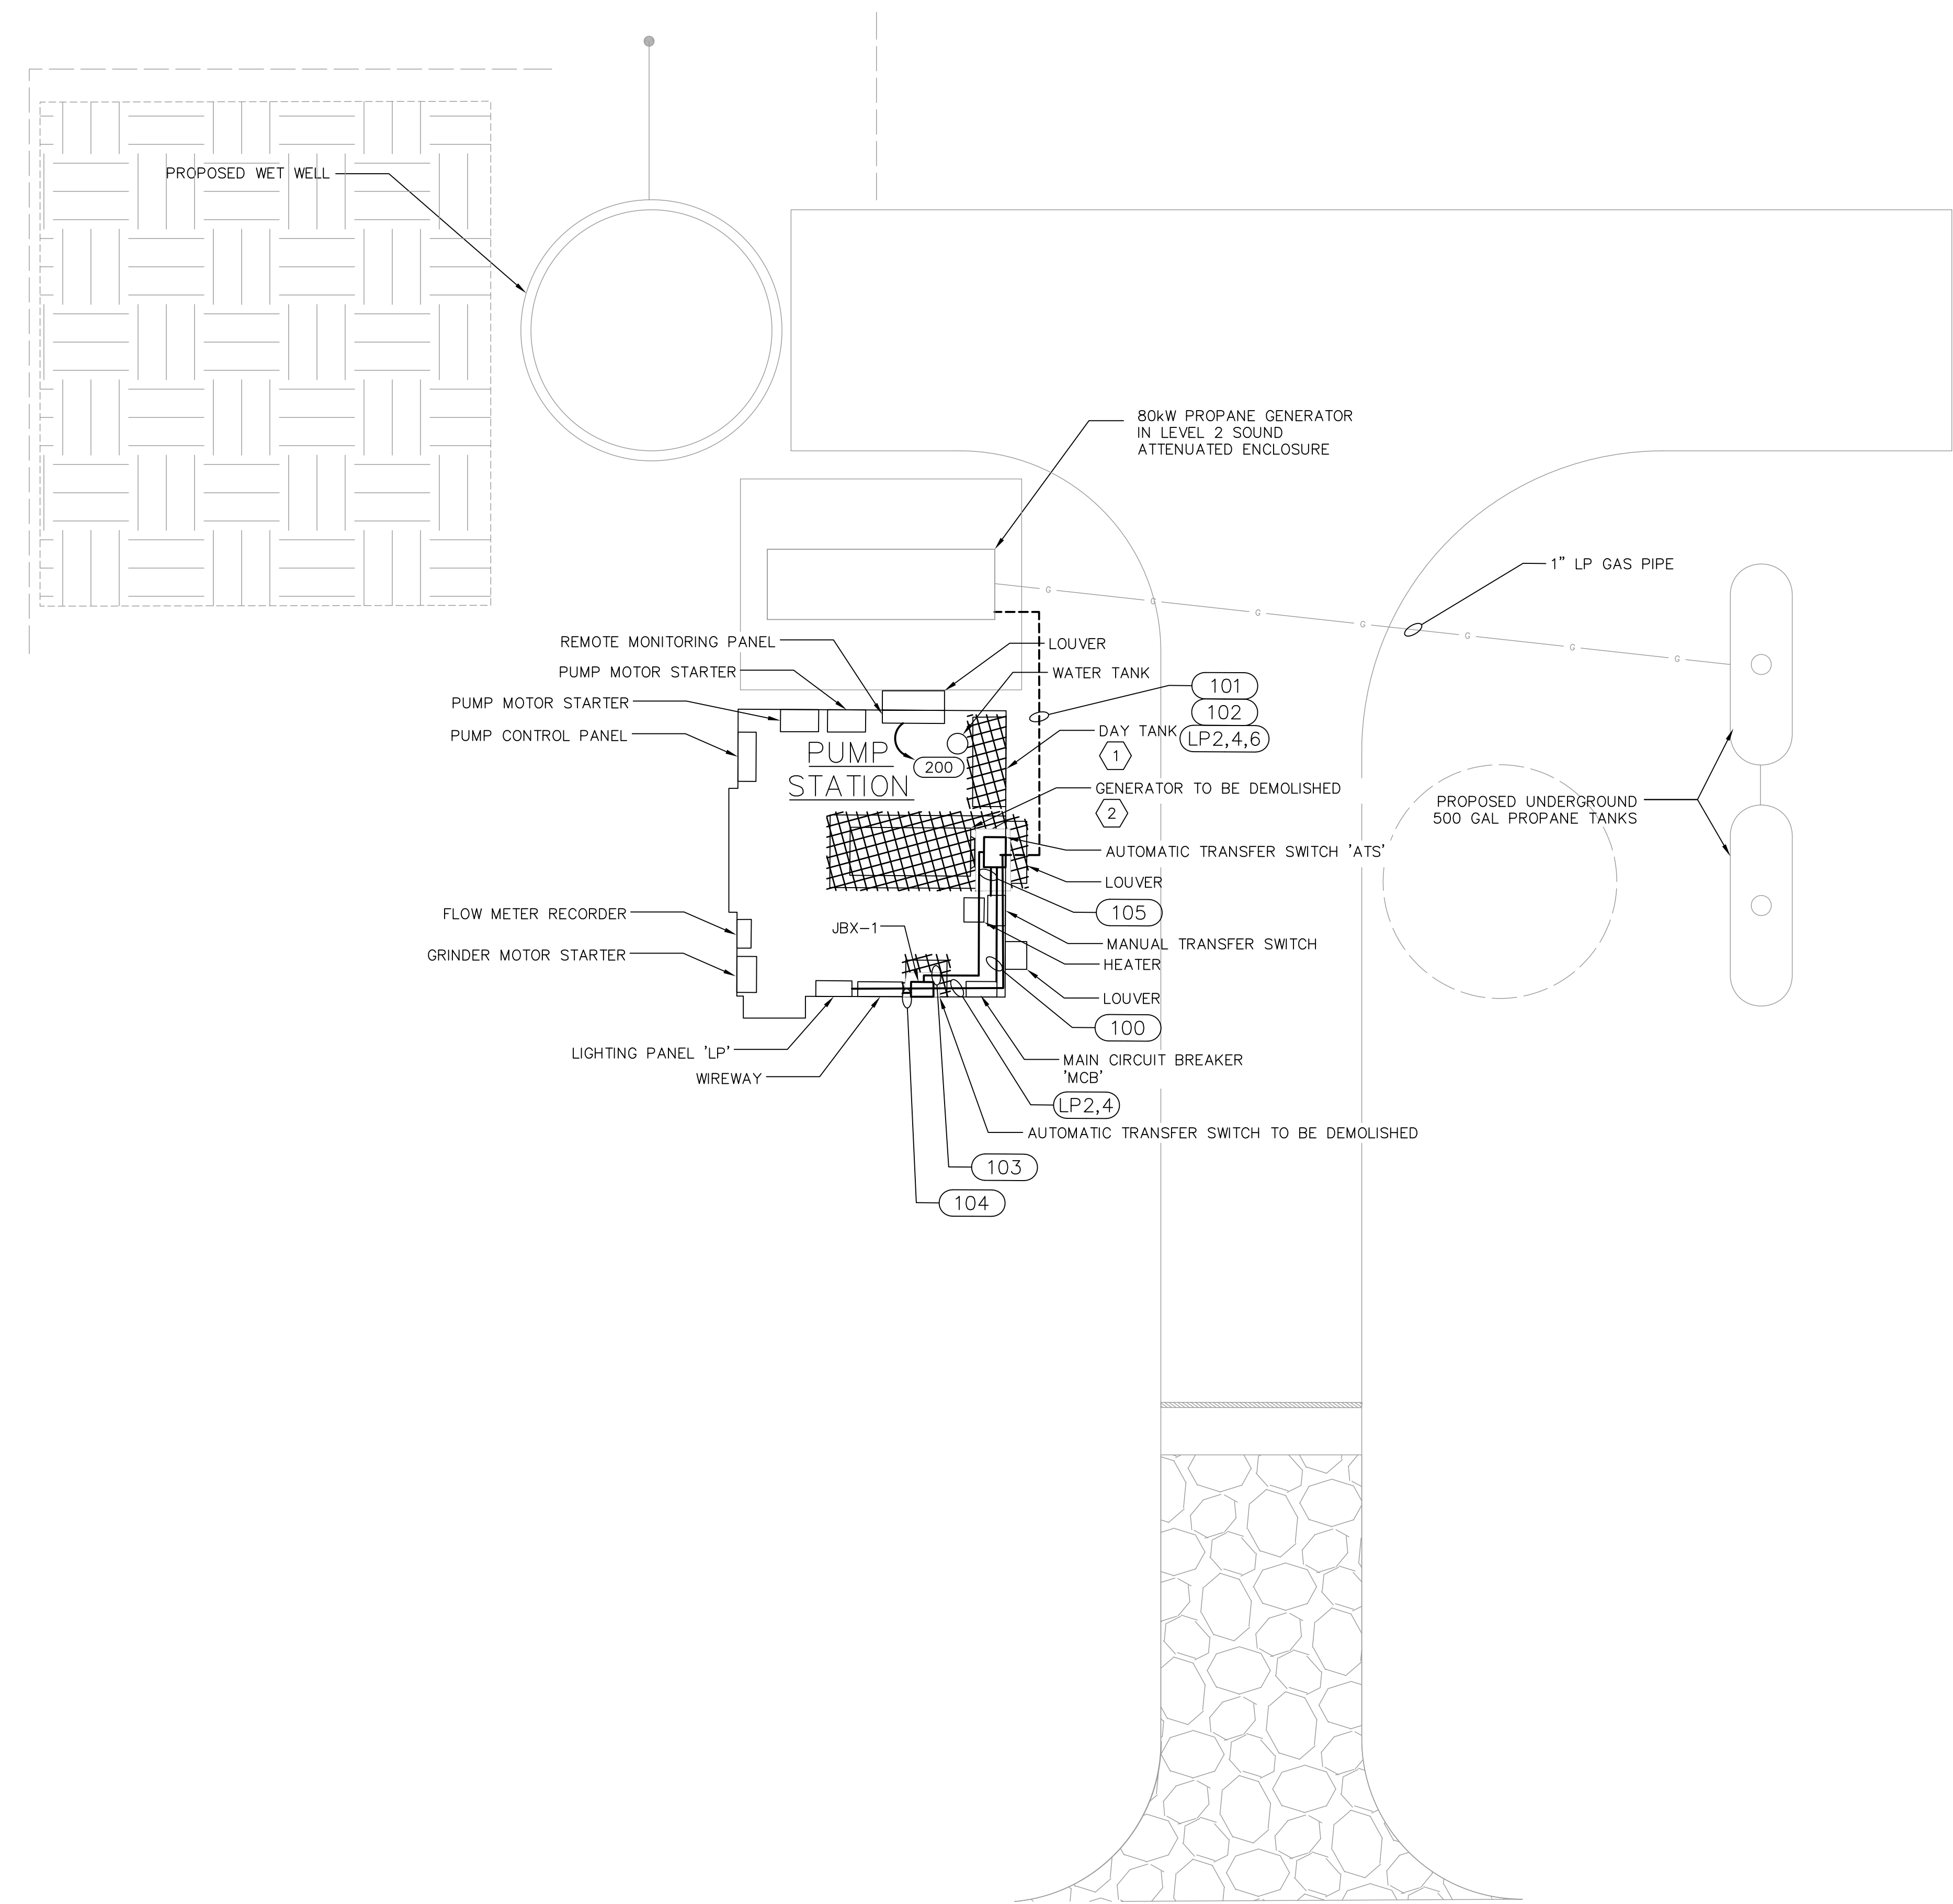 PROPOSED WET WELL
80kW PROPANE GENERATOR
IN LEVEL 2 SOUND
ATTENUATED ENCLOSURE
1" LP GAS PIPE
G
G
G
G
G
G
G
REMOTE MONITORING PANEL
LOUVER
PUMP MOTOR STARTER
WATER TANK
101
PUMP MOTOR STARTER
102
PUMP CONTROL PANEL
DAY TANK
LP2,4,6
1
PUMP
STATION
200
GENERATOR TO BE DEMOLISHED
2
PROPOSED UNDERGROUND
500 GAL PROPANE TANKS
AUTOMATIC TRANSFER SWITCH 'ATS'
LOUVER
FLOW METER RECORDER
105
JBX-1
MANUAL TRANSFER SWITCH
GRINDER MOTOR STARTER
HEATER
LOUVER
100
LIGHTING PANEL 'LP'
MAIN CIRCUIT BREAKER
'MCB'
WIREWAY
LP2,4
AUTOMATIC TRANSFER SWITCH TO BE DEMOLISHED
103
104